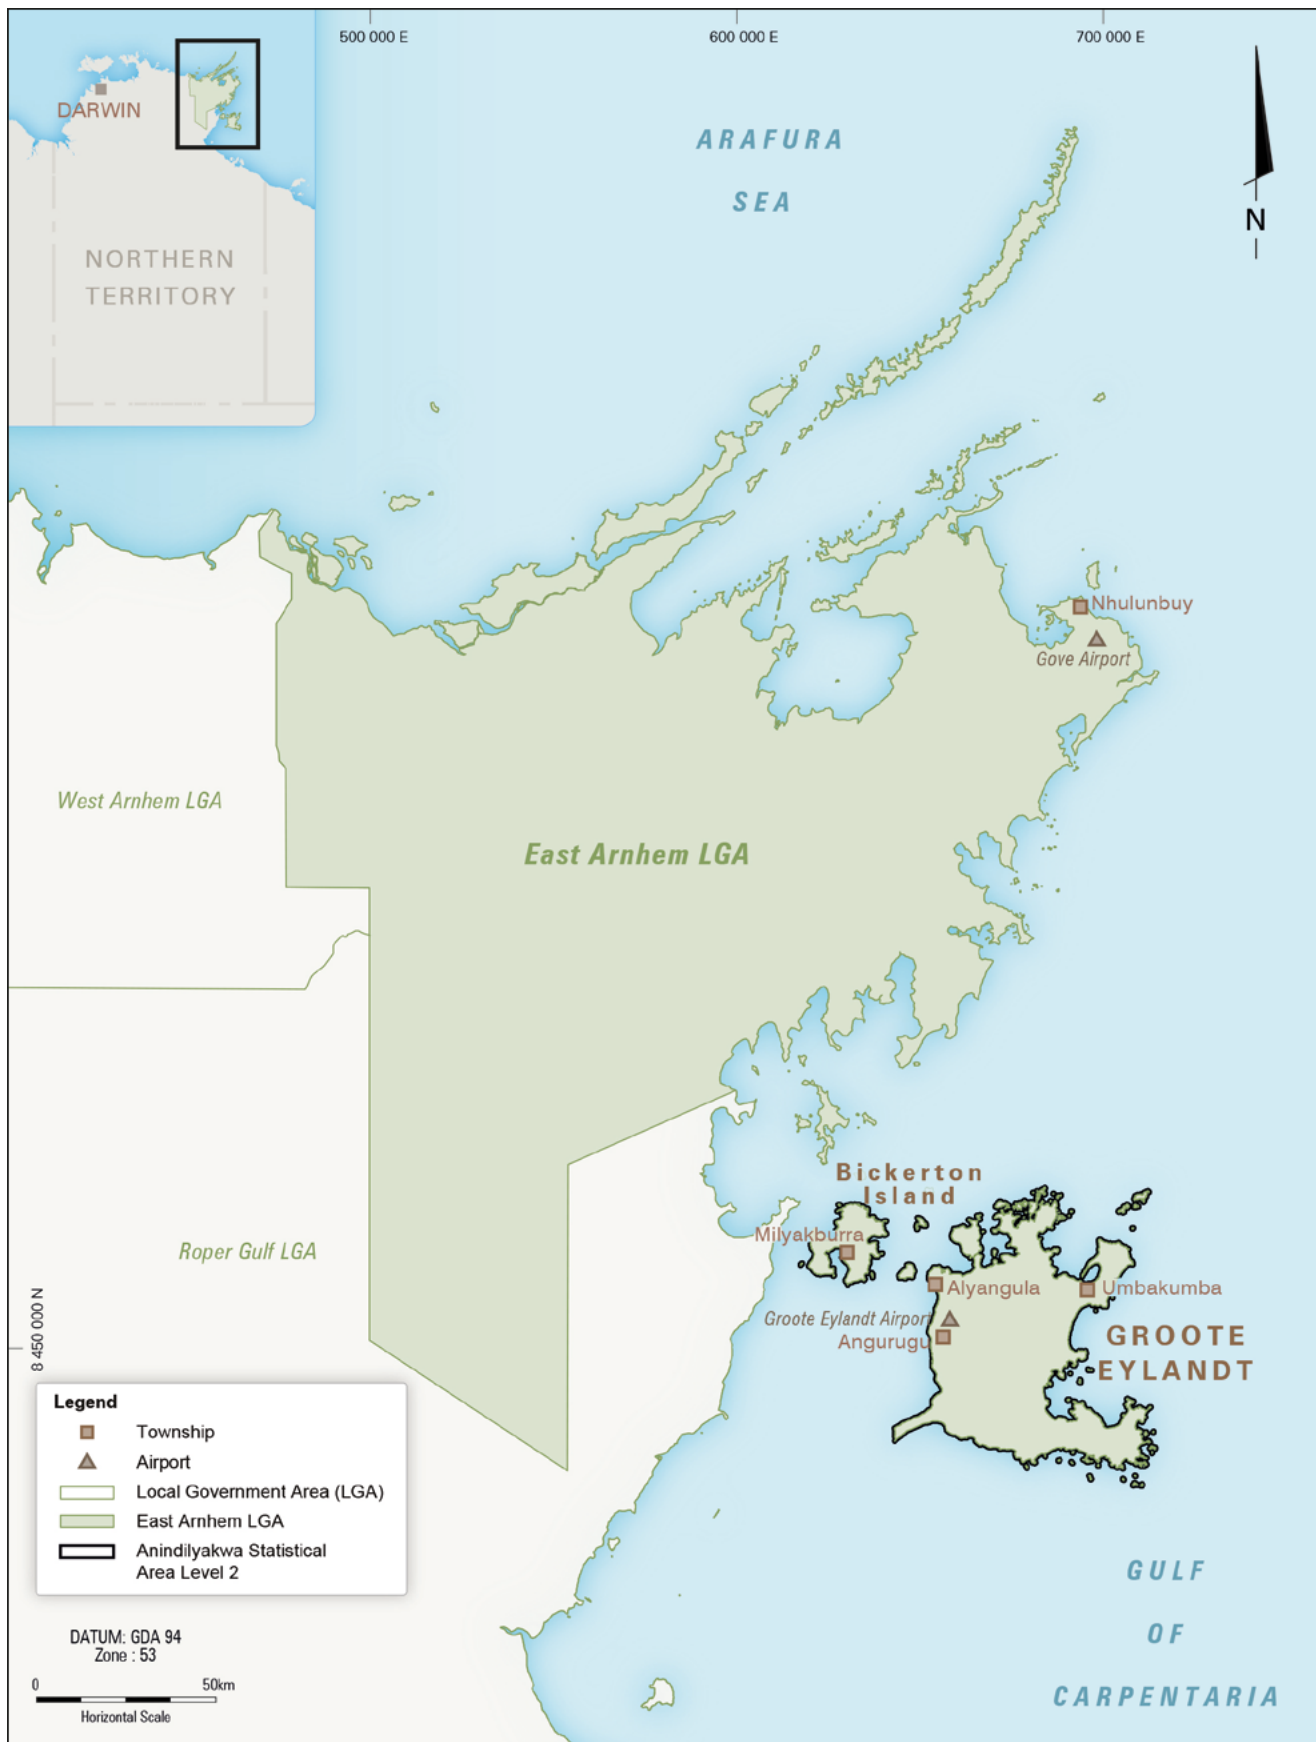 500 000 E
600 000 E
700 000 E
DARWIN
NORTHERN
TERRITORY
ARAFURA
SEA
N
Nhulunbuy
Gove Airport
West Arnhem LGA
East Arnhem LGA
Bickerton
Island
Milyakburra
Roper Gulf LGA
Alyangula
Umbakumba
Groote Eylandt Airport
Angurugu
GROOTE
EYLANDT
8 450 000 N
Legend
Township
Airport
Local Government Area (LGA)
East Arnhem LGA
Anindilyakwa Statistical
Area Level 2
GULF
OF
CARPENTARIA
DATUM: GDA 94
Zone : 53
0
50km
Horizontal Scale